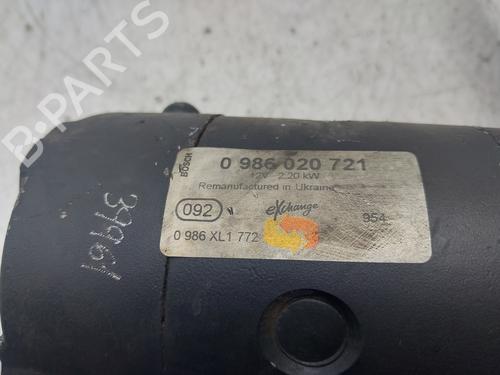 B-PARTS
BOSCH
0 986 020 721
12V 2.20 kW
Remanufactured in Ukraine
092
eXchange
954
0 986 XL1 772